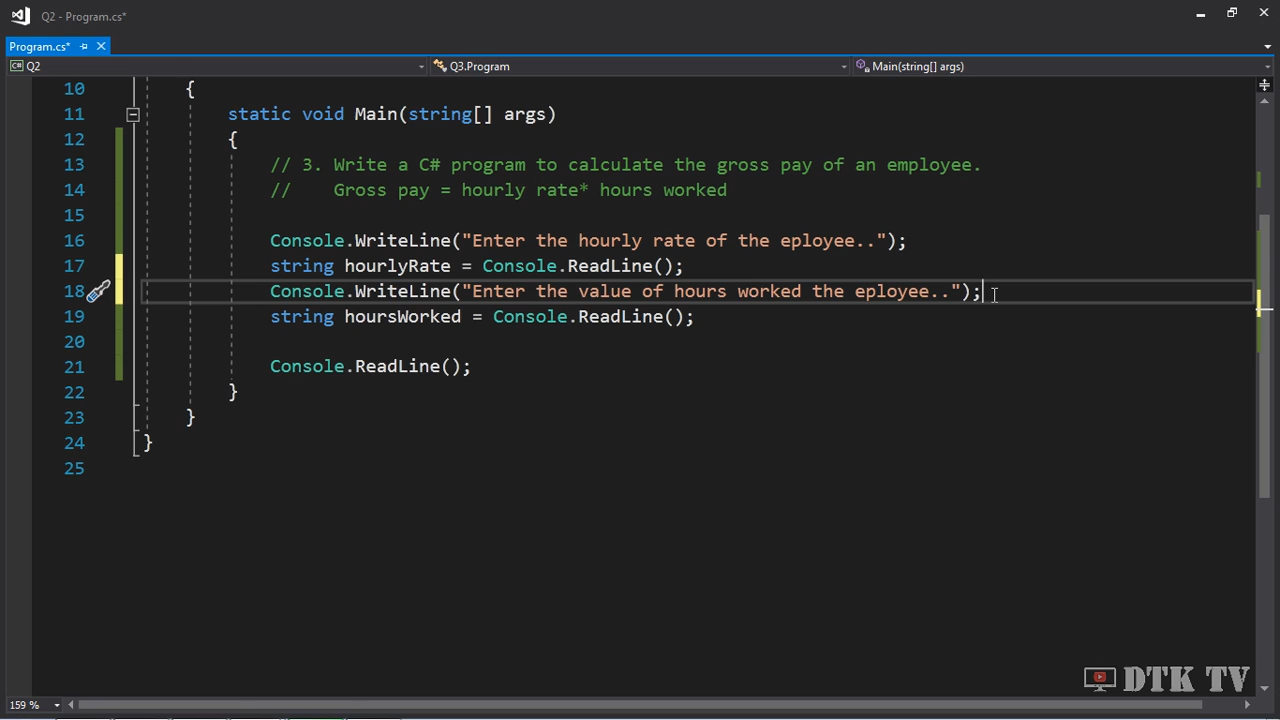 Q2 - Program.cs*
Program.cs*
C# Q2 Q3.Program Main(string[] args)
10 {
11 static void Main(string[] args)
12 {
13 // 3. Write a C# program to calculate the gross pay of an employee.
14 // Gross pay = hourly rate* hours worked
15
16 Console.WriteLine("Enter the hourly rate of the eployee..");
17 string hourlyRate = Console.ReadLine();
18 Console.WriteLine("Enter the value of hours worked the eployee..");
19 string hoursWorked = Console.ReadLine();
20
21 Console.ReadLine();
22 }
23 }
24 }
25
159 %
DTK TV